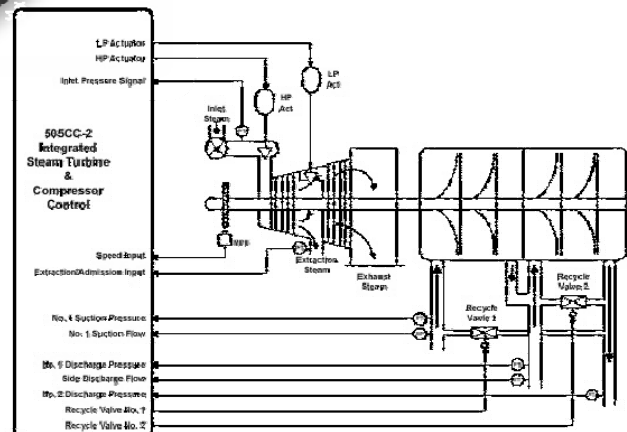 LP Actuator
HP Actuator
Inlet Pressure Signal
LP
Act
HP
Act
Inlet
Steam
505CC-2
Integrated
Steam Turbine
&
Compressor
Control
Speed Input
MPU
Extraction/Admission Input
Extraction
Steam
Exhaust
Steam
Recycle
Valve 2
Recycle
Valve 1
No. 1 Suction Pressure
No. 1 Suction Flow
No. 1 Discharge Pressure
Side Discharge Flow
No. 2 Discharge Pressure
Recycle Valve No. 1
Recycle Valve No. 2